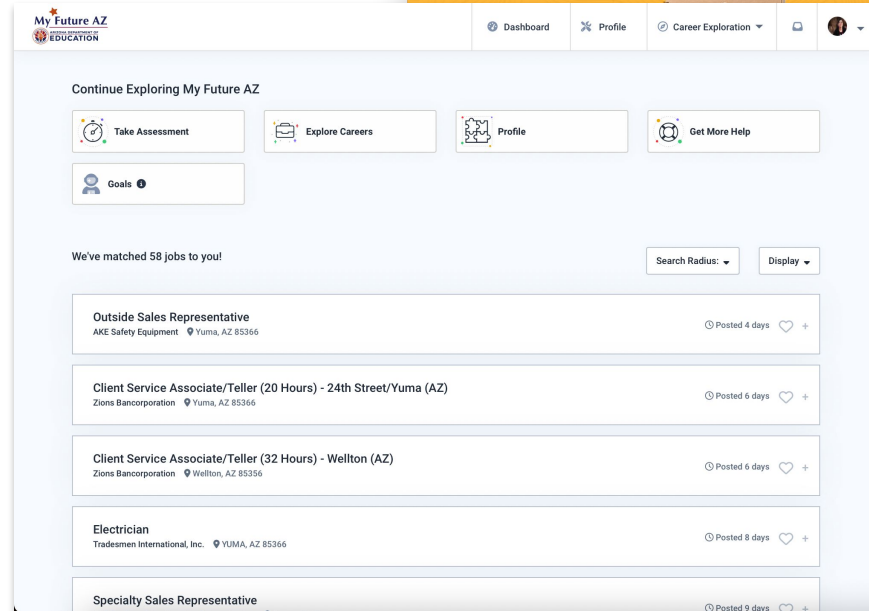 My Future AZ
ARIZONA DEPARTMENT OF
EDUCATION
Dashboard
Profile
Career Exploration
Continue Exploring My Future AZ
Take Assessment
Explore Careers
Profile
Get More Help
Goals
We've matched 58 jobs to you!
Search Radius:
Display
Outside Sales Representative
AKE Safety Equipment Yuma, AZ 85366
Posted 4 days
Client Service Associate/Teller (20 Hours) - 24th Street/Yuma (AZ)
Zions Bancorporation Yuma, AZ 85366
Posted 6 days
Client Service Associate/Teller (32 Hours) - Wellton (AZ)
Zions Bancorporation Wellton, AZ 85356
Posted 6 days
Electrician
Tradesmen International, Inc. YUMA, AZ 85366
Posted 8 days
Specialty Sales Representative
Posted 9 days